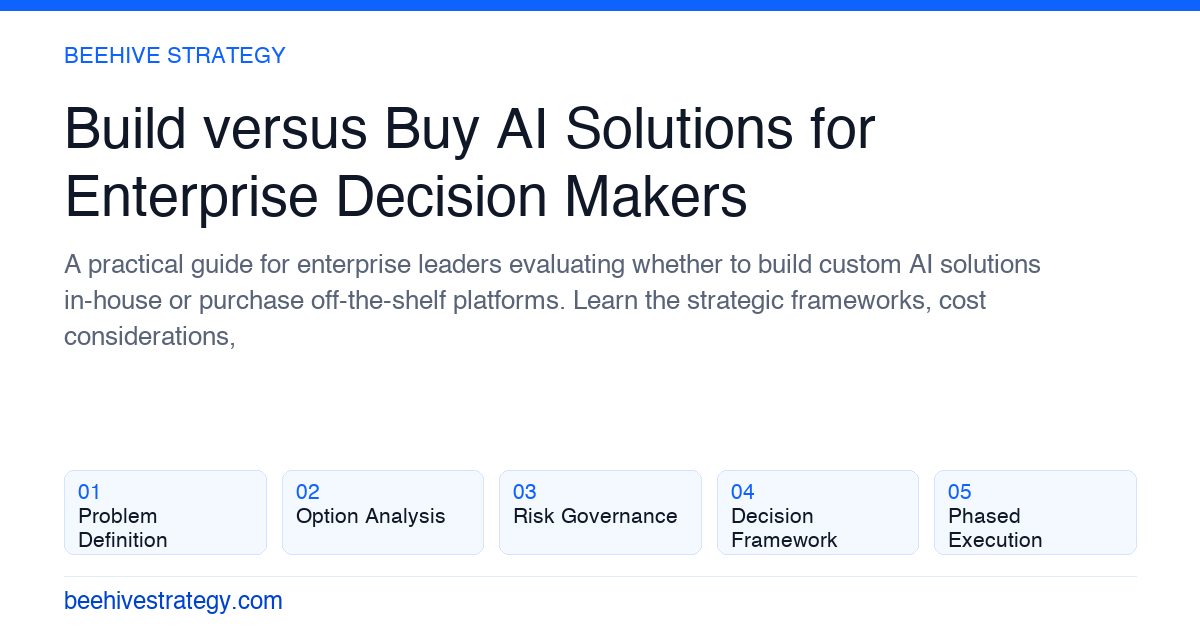 BEEHIVE STRATEGY
Build versus Buy AI Solutions for
Enterprise Decision Makers
A practical guide for enterprise leaders evaluating whether to build custom AI solutions
in-house or purchase off-the-shelf platforms. Learn the strategic frameworks, cost
considerations,
01
Problem
Definition
02
Option Analysis
03
Risk Governance
04
Decision
Framework
05
Phased
Execution
beehivestrategy.com